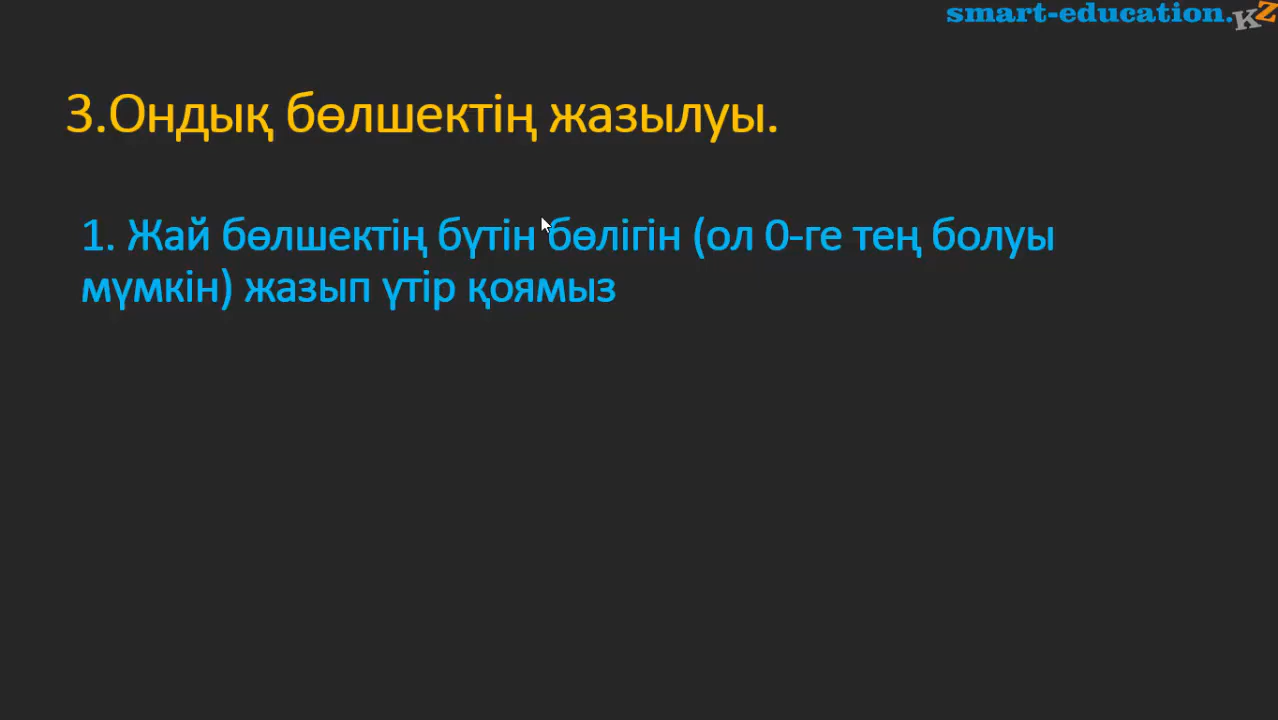 smart-education.KZ
3.Ондық бөлшектің жазылуы.
1. Жай бөлшектің бүтін бөлігін (ол 0-ге тең болуы
мүмкін) жазып үтір қоямыз